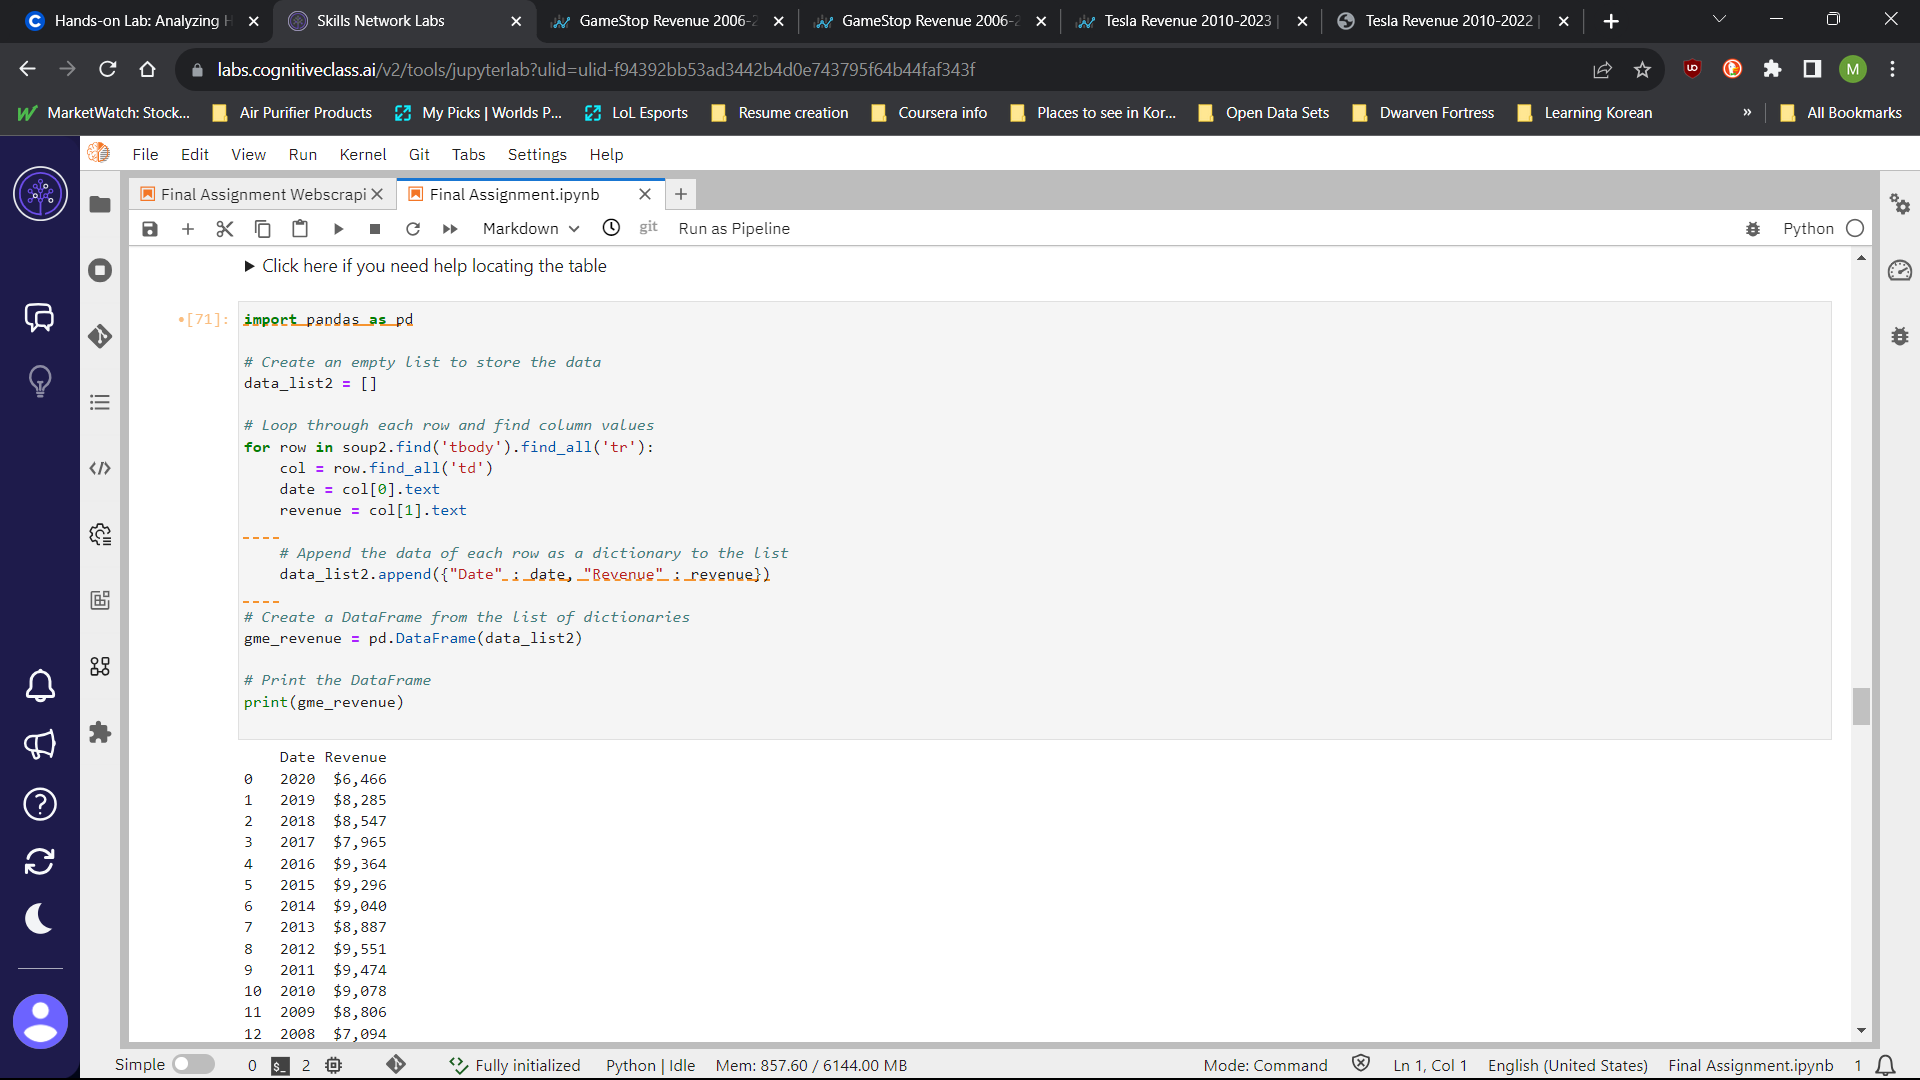 Hands-on Lab: Analyzing H
Skills Network Labs
GameStop Revenue 2006-2
GameStop Revenue 2006-2
Tesla Revenue 2010-2023 |
Tesla Revenue 2010-2022 |
labs.cognitiveclass.ai/v2/tools/jupyterlab?ulid=ulid-f94392bb53ad3442b4d0e743795f64b44faf343f
M
MarketWatch: Stock...
Air Purifier Products
My Picks | Worlds P...
LoL Esports
Resume creation
Coursera info
Places to see in Kor...
Open Data Sets
Dwarven Fortress
Learning Korean
»
All Bookmarks
File Edit View Run Kernel Git Tabs Settings Help
Final Assignment Webscrapi
Final Assignment.ipynb
Markdown
git
Run as Pipeline
Python
Click here if you need help locating the table
•[71]:
import pandas as pd
# Create an empty list to store the data
data_list2 = []
# Loop through each row and find column values
for row in soup2.find('tbody').find_all('tr'):
    col = row.find_all('td')
    date = col[0].text
    revenue = col[1].text
    # Append the data of each row as a dictionary to the list
    data_list2.append({"Date" : date, "Revenue" : revenue})
# Create a DataFrame from the list of dictionaries
gme_revenue = pd.DataFrame(data_list2)
# Print the DataFrame
print(gme_revenue)
Date Revenue
0 2020 $6,466
1 2019 $8,285
2 2018 $8,547
3 2017 $7,965
4 2016 $9,364
5 2015 $9,296
6 2014 $9,040
7 2013 $8,887
8 2012 $9,551
9 2011 $9,474
10 2010 $9,078
11 2009 $8,806
12 2008 $7,094
Simple
0
2
Fully initialized
Python | Idle
Mem: 857.60 / 6144.00 MB
Mode: Command
Ln 1, Col 1
English (United States)
Final Assignment.ipynb
1